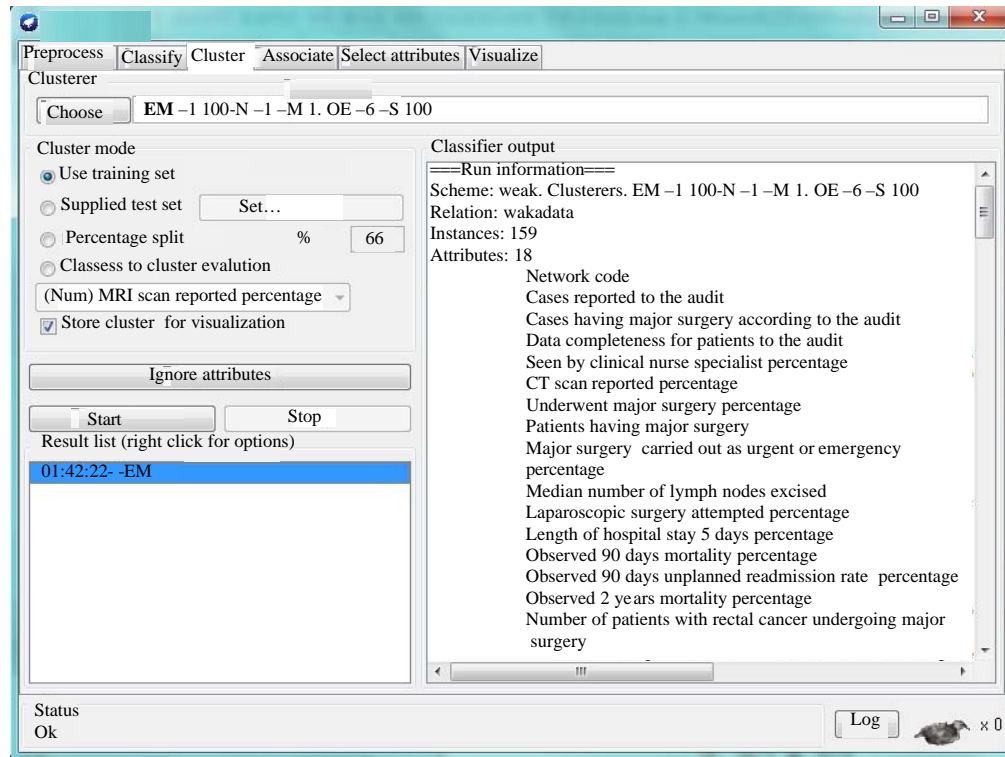 Preprocess Classify Cluster Associate Select attributes Visualize
Clusterer
Choose EM –1 100-N –1 –M 1. OE –6 –S 100
Cluster mode
Use training set
Supplied test set Set…
Percentage split % 66
Classess to cluster evalution
(Num) MRI scan reported percentage
Store cluster for visualization
Ignore attributes
Start Stop
Result list (right click for options)
01:42:22- -EM
Classifier output
===Run information===
Scheme: weak. Clusterers. EM –1 100-N –1 –M 1. OE –6 –S 100
Relation: wakadata
Instances: 159
Attributes: 18
Network code
Cases reported to the audit
Cases having major surgery according to the audit
Data completeness for patients to the audit
Seen by clinical nurse specialist percentage
CT scan reported percentage
Underwent major surgery percentage
Patients having major surgery
Major surgery carried out as urgent or emergency
percentage
Median number of lymph nodes excised
Laparoscopic surgery attempted percentage
Length of hospital stay 5 days percentage
Observed 90 days mortality percentage
Observed 90 days unplanned readmission rate percentage
Observed 2 years mortality percentage
Number of patients with rectal cancer undergoing major
surgery
Status
Ok
Log x 0